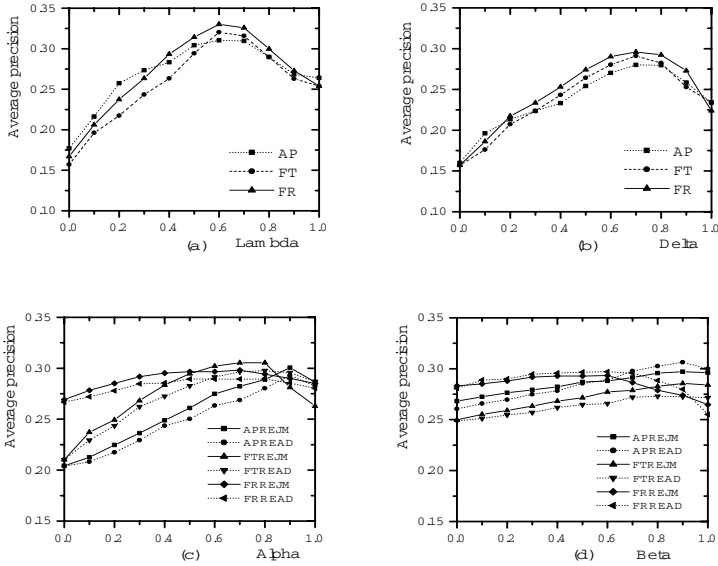 0.35
0.30
0.25
0.20
0.15
0.10
Average precision
AP
FT
FR
0.0 0.2 0.4 0.6 0.8 1.0
(a) Lambda
0.35
0.30
0.25
0.20
0.15
0.10
Average precision
AP
FT
FR
0.0 0.2 0.4 0.6 0.8 1.0
(b) Delta
0.35
0.30
0.25
0.20
0.15
Average precision
APREJM
APREAD
FTREJM
FTREAD
FRREJM
FRREAD
0.0 0.2 0.4 0.6 0.8 1.0
(c) Alpha
0.35
0.30
0.25
0.20
0.15
Average precision
APREJM
APREAD
FTREJM
FTREAD
FRREJM
FRREAD
0.0 0.2 0.4 0.6 0.8 1.0
(d) Beta